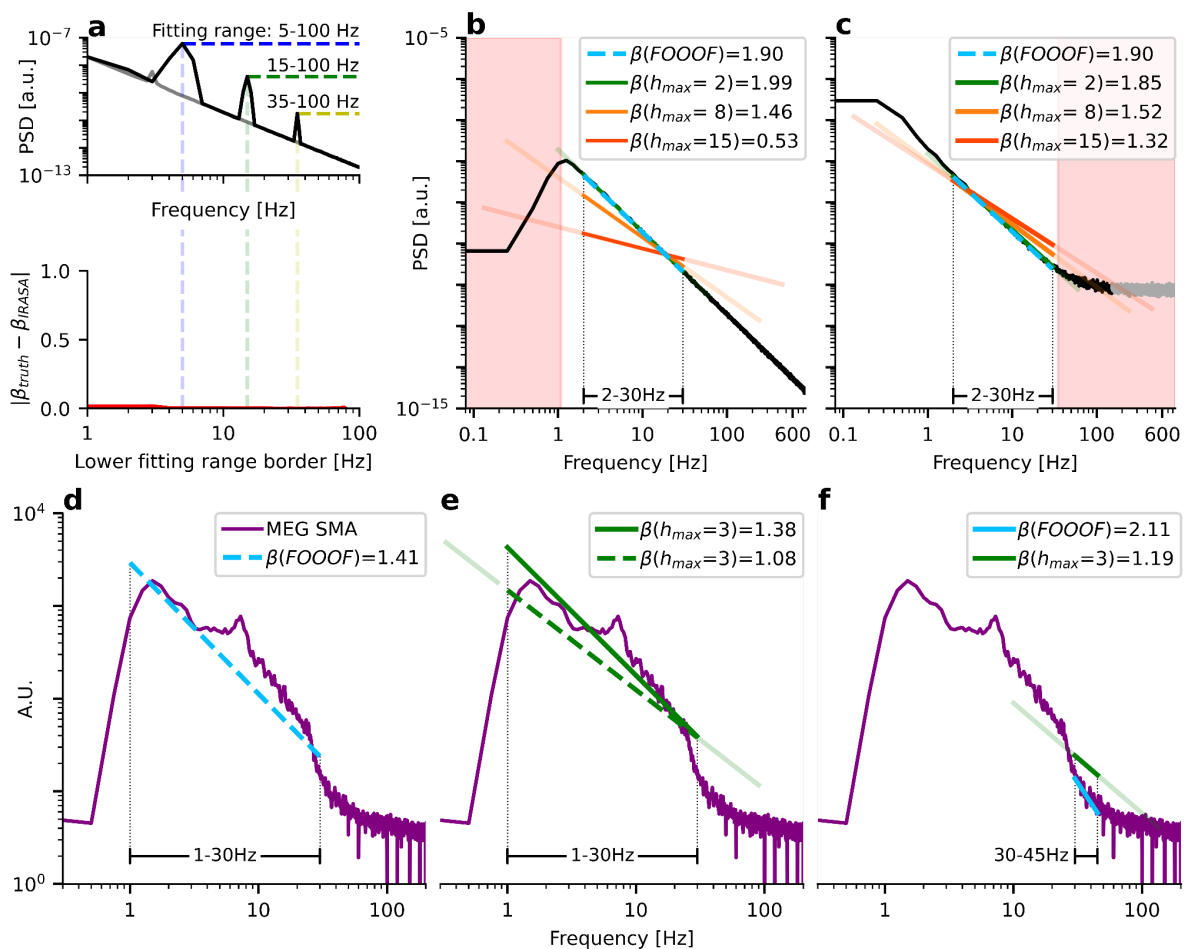 a
Fitting range: 5-100 Hz
15-100 Hz
35-100 Hz
10⁻⁷
10⁻¹³
PSD [a.u.]
Frequency [Hz]
1.0
0.5
0.0
|β_truth − β_IRASA|
1 10 100
Lower fitting range border [Hz]
b
10⁻⁵
10⁻¹⁵
PSD [a.u.]
β(FOOOF)=1.90
β(h_max= 2)=1.99
β(h_max= 8)=1.46
β(h_max=15)=0.53
2-30Hz
0.1 1 10 100 600
Frequency [Hz]
c
β(FOOOF)=1.90
β(h_max= 2)=1.85
β(h_max= 8)=1.52
β(h_max=15)=1.32
2-30Hz
0.1 1 10 100 600
Frequency [Hz]
d
10⁴
10⁰
A.U.
MEG SMA
β(FOOOF)=1.41
1-30Hz
1 10 100
e
β(h_max=3)=1.38
β(h_max=3)=1.08
1-30Hz
1 10 100
Frequency [Hz]
f
β(FOOOF)=2.11
β(h_max=3)=1.19
30-45Hz
1 10 100